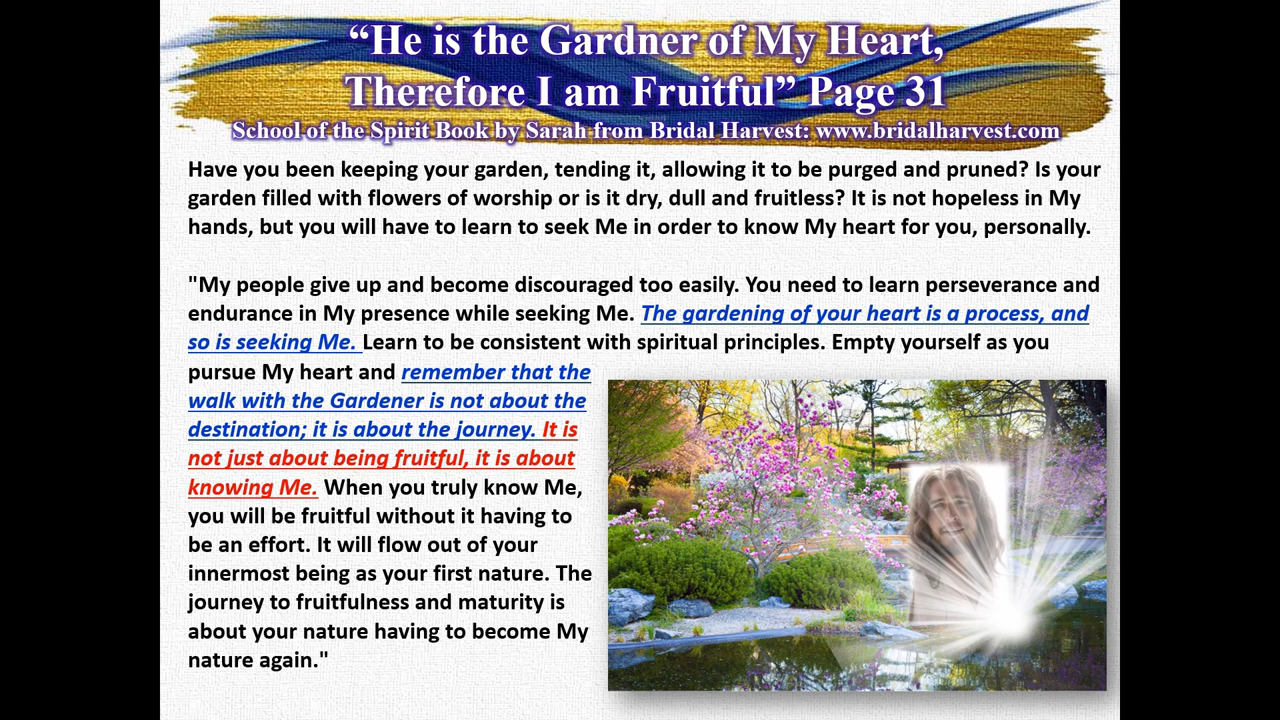 “He is the Gardner of My Heart,
Therefore I am Fruitful” Page 31
School of the Spirit Book by Sarah from Bridal Harvest: www.bridalharvest.com
Have you been keeping your garden, tending it, allowing it to be purged and pruned? Is your
garden filled with flowers of worship or is it dry, dull and fruitless? It is not hopeless in My
hands, but you will have to learn to seek Me in order to know My heart for you, personally.
"My people give up and become discouraged too easily. You need to learn perseverance and
endurance in My presence while seeking Me. The gardening of your heart is a process, and
so is seeking Me. Learn to be consistent with spiritual principles. Empty yourself as you
pursue My heart and remember that the
walk with the Gardener is not about the
destination; it is about the journey. It is
not just about being fruitful, it is about
knowing Me. When you truly know Me,
you will be fruitful without it having to
be an effort. It will flow out of your
innermost being as your first nature. The
journey to fruitfulness and maturity is
about your nature having to become My
nature again."